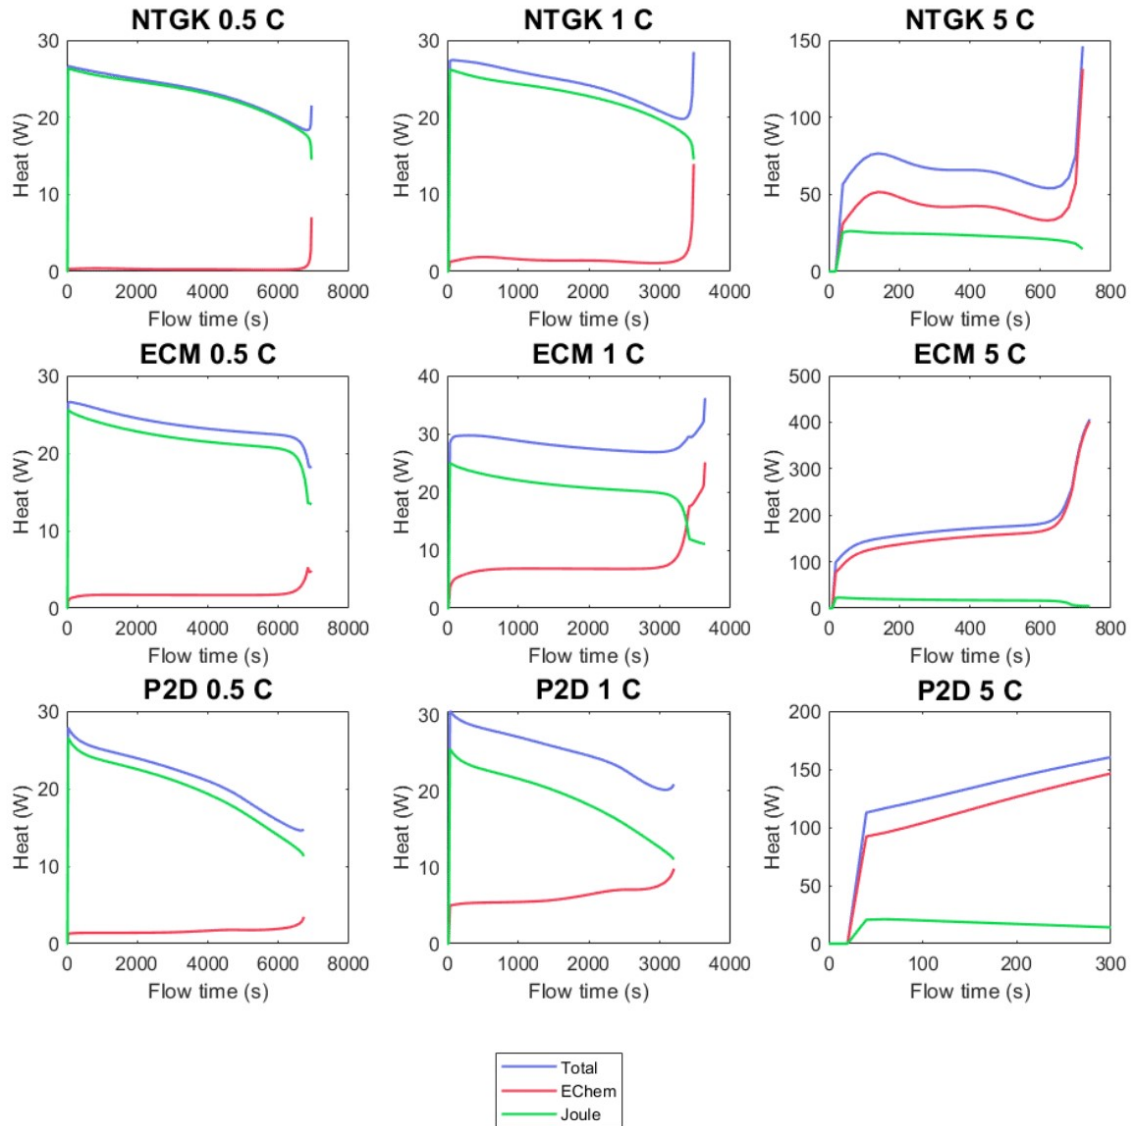 NTGK 0.5 C NTGK 1 C NTGK 5 C
30 30 150
20 20 100
10 10 50
0 0 0
Heat (W) Heat (W) Heat (W)
0 2000 4000 6000 8000 0 1000 2000 3000 4000 0 200 400 600 800
Flow time (s) Flow time (s) Flow time (s)
ECM 0.5 C ECM 1 C ECM 5 C
30 40 500
20 30 400
10 20 300
0 10 200
0 100
0
Heat (W) Heat (W) Heat (W)
0 2000 4000 6000 8000 0 1000 2000 3000 4000 0 200 400 600 800
Flow time (s) Flow time (s) Flow time (s)
P2D 0.5 C P2D 1 C P2D 5 C
30 30 200
20 20 150
10 10 100
0 0 50
0
Heat (W) Heat (W) Heat (W)
0 2000 4000 6000 8000 0 1000 2000 3000 4000 0 100 200 300
Flow time (s) Flow time (s) Flow time (s)
Total
EChem
Joule